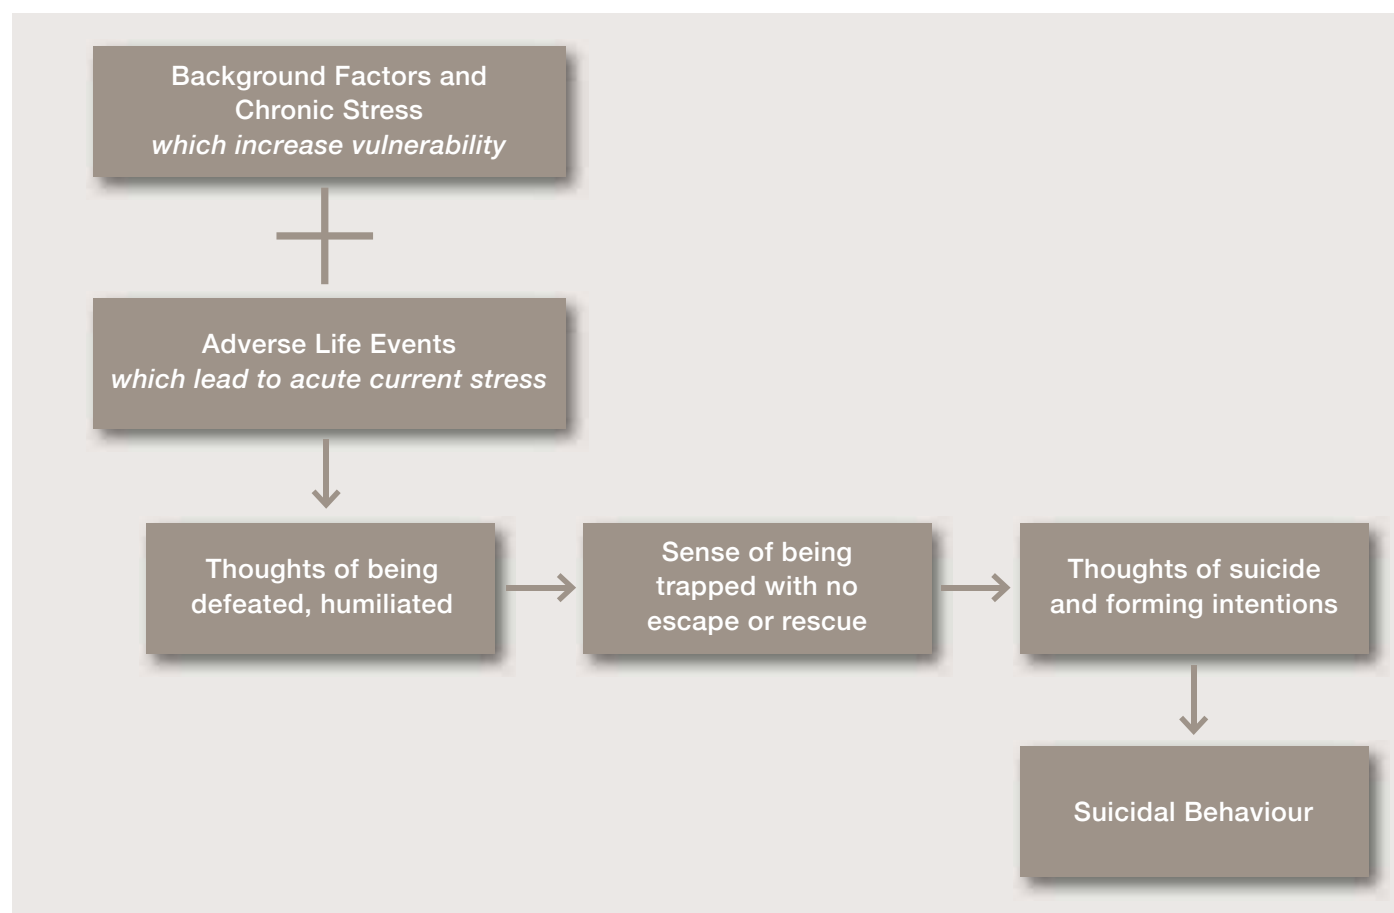 Background Factors and
Chronic Stress
which increase vulnerability
Adverse Life Events
which lead to acute current stress
Thoughts of being
defeated, humiliated
Sense of being
trapped with no
escape or rescue
Thoughts of suicide
and forming intentions
Suicidal Behaviour